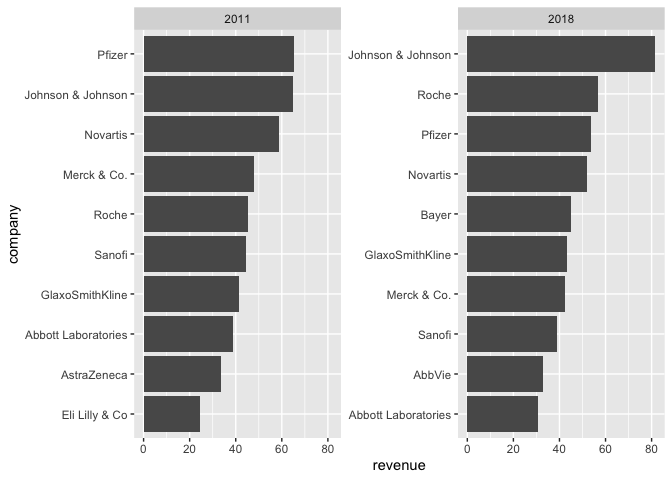 2011
2018
company
Pfizer
Johnson & Johnson
Novartis
Merck & Co.
Roche
Sanofi
GlaxoSmithKline
Abbott Laboratories
AstraZeneca
Eli Lilly & Co
0 20 40 60 80
Johnson & Johnson
Roche
Pfizer
Novartis
Bayer
GlaxoSmithKline
Merck & Co.
Sanofi
AbbVie
Abbott Laboratories
0 20 40 60 80
revenue